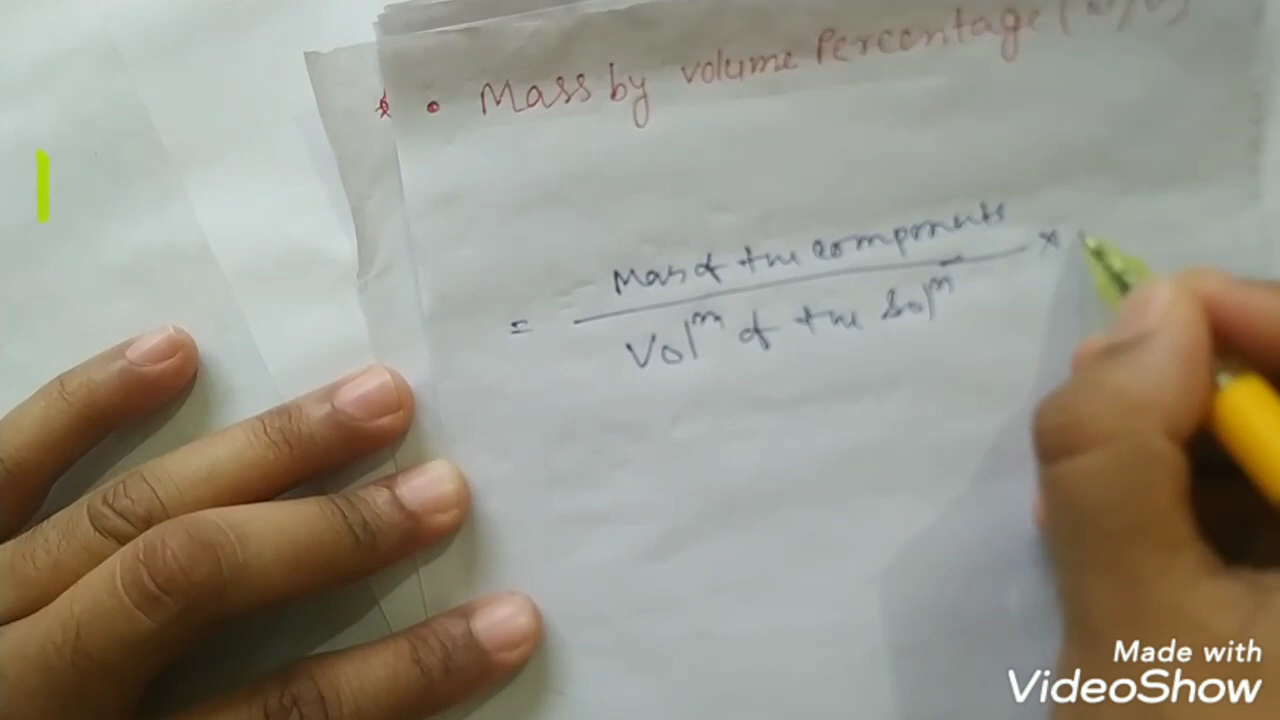 • Mass by volume Percentage (w/v)
Mass of the components ×
=
Vol^m of the sol^n
Made with
VideoShow